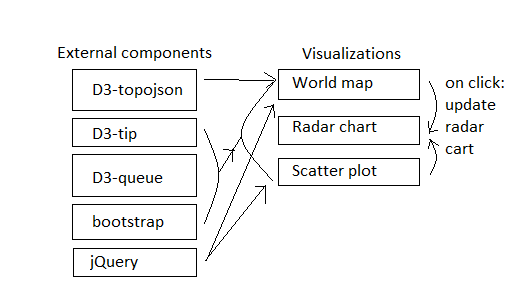 External components
D3-topojson
D3-tip
D3-queue
bootstrap
jQuery
Visualizations
World map
Radar chart
Scatter plot
on click:
update
radar
cart